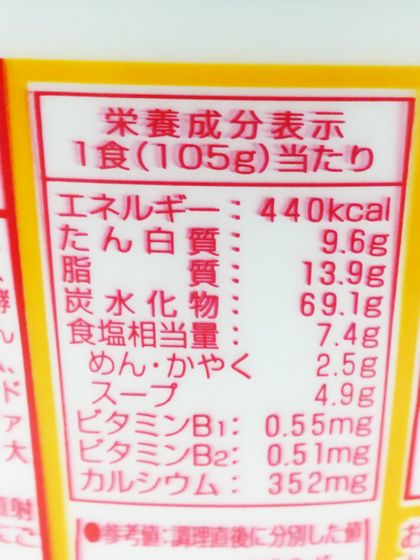 栄養成分表示
1食(105g)当たり
エネルギー: 440kcal
たん白質: 9.6g
脂質: 13.9g
炭水化物: 69.1g
食塩相当量: 7.4g
めん・かやく 2.5g
スープ 4.9g
ビタミンB1: 0.55mg
ビタミンB2: 0.51mg
カルシウム: 352mg
●参考値:調理直後に分別した値